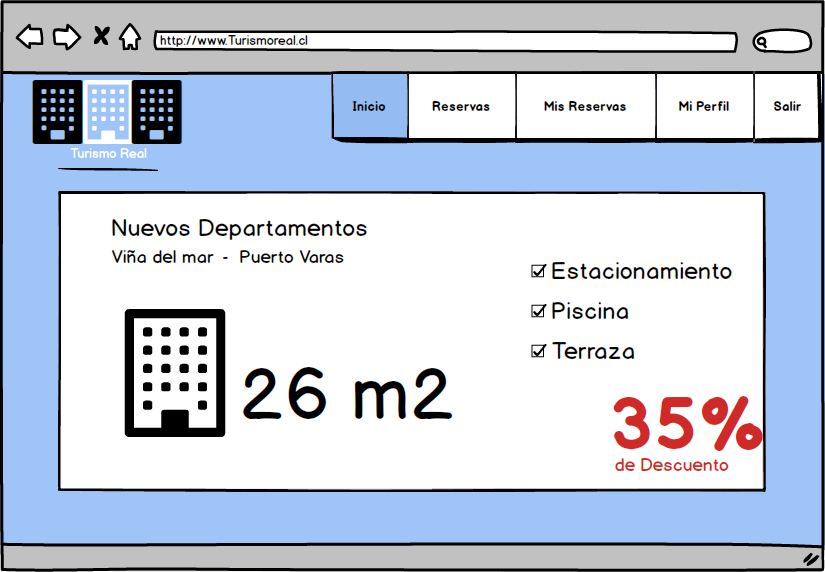 http://www.Turismoreal.cl
Inicio
Reservas
Mis Reservas
Mi Perfil
Salir
Turismo Real
Nuevos Departamentos
Viña del mar - Puerto Varas
Estacionamiento
Piscina
Terraza
26 m2
35%
de Descuento